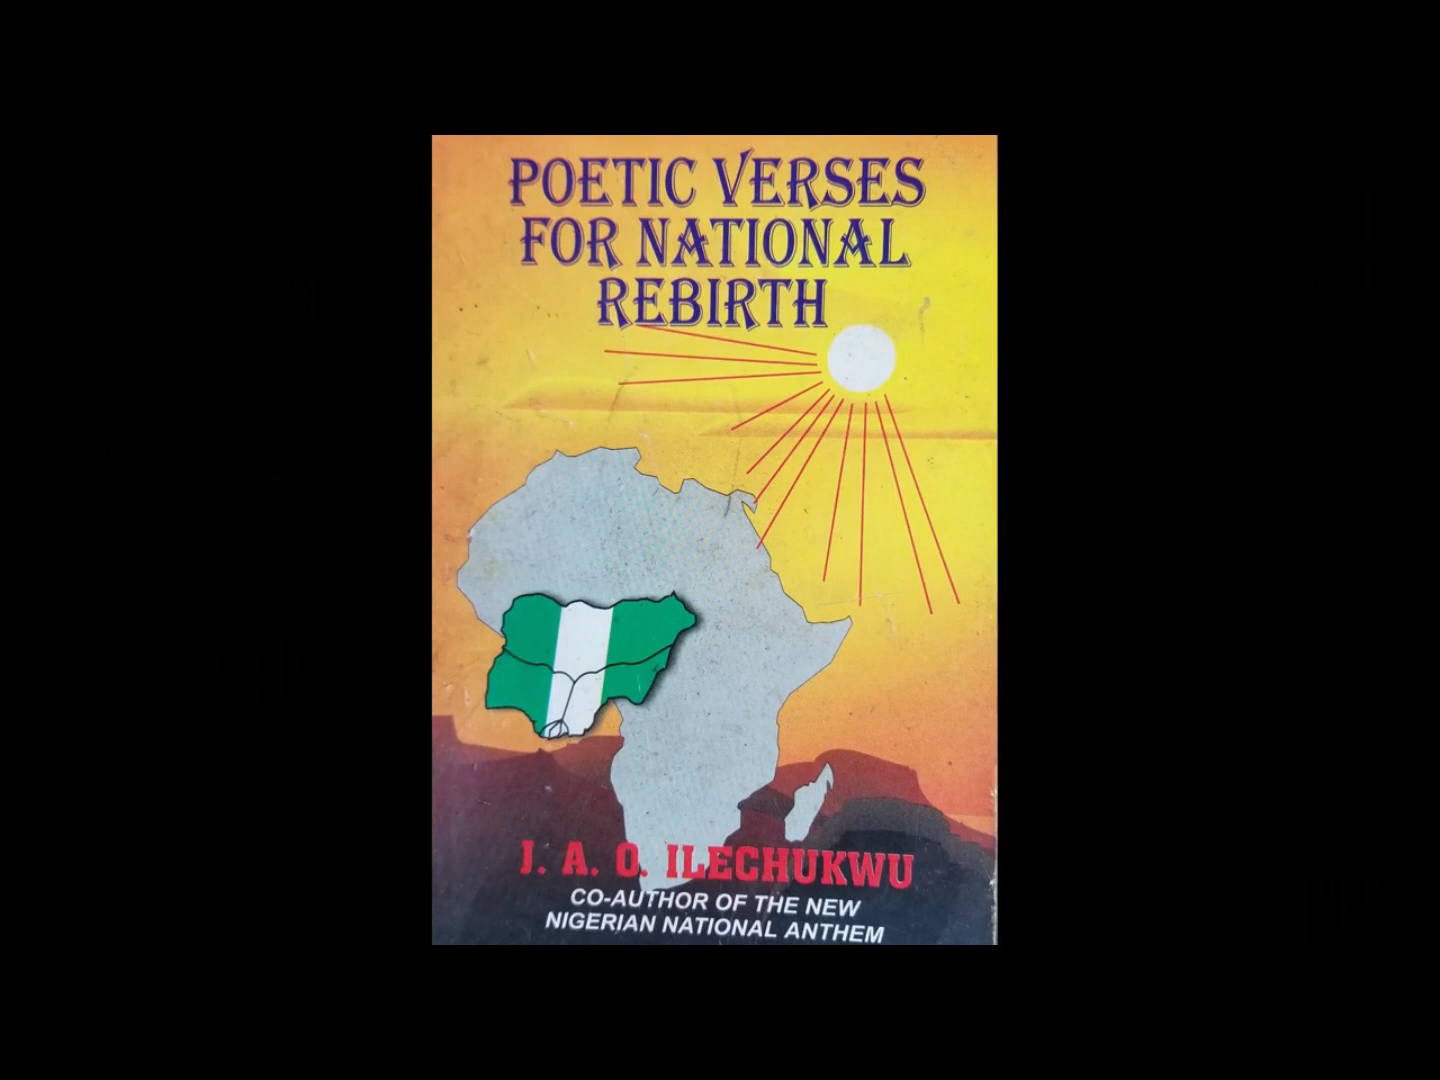 POETIC VERSES
FOR NATIONAL
REBIRTH
J. A. O. ILECHUKWU
CO-AUTHOR OF THE NEW
NIGERIAN NATIONAL ANTHEM